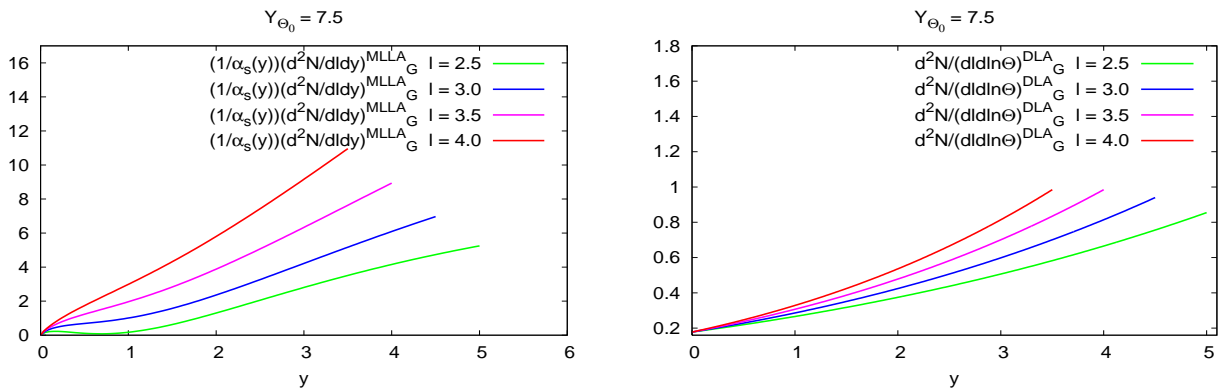 Y_Θ₀ = 7.5
(1/α_s(y))(d²N/dldy)^MLLA_G l = 2.5
(1/α_s(y))(d²N/dldy)^MLLA_G l = 3.0
(1/α_s(y))(d²N/dldy)^MLLA_G l = 3.5
(1/α_s(y))(d²N/dldy)^MLLA_G l = 4.0
16
14
12
10
8
6
4
2
0
0 1 2 3 4 5 6
y
Y_Θ₀ = 7.5
d²N/(dldlnΘ)^DLA_G l = 2.5
d²N/(dldlnΘ)^DLA_G l = 3.0
d²N/(dldlnΘ)^DLA_G l = 3.5
d²N/(dldlnΘ)^DLA_G l = 4.0
1.8
1.6
1.4
1.2
1
0.8
0.6
0.4
0.2
0 1 2 3 4 5
y